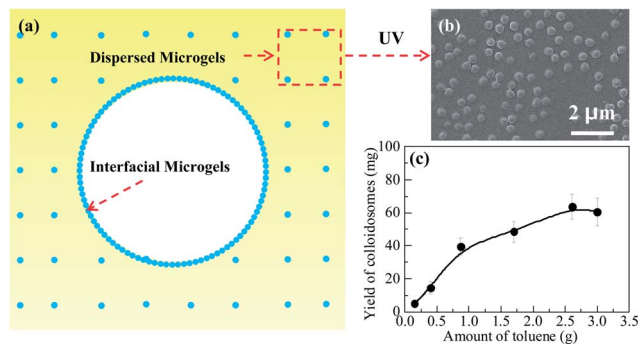 (a)
Dispersed Microgels
Interfacial Microgels
UV
(b)
2 μm
(c)
Yield of colloidosomes (mg)
100
80
60
40
20
0
0.0 0.5 1.0 1.5 2.0 2.5 3.0 3.5
Amount of toluene (g)